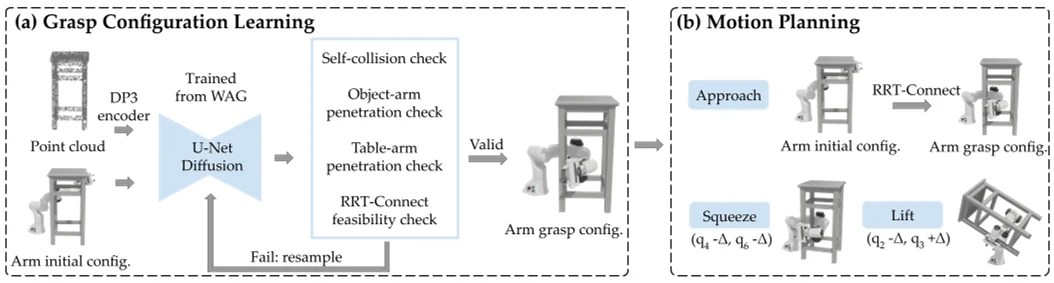 (a) Grasp Configuration Learning
Point cloud
DP3
encoder
Arm initial config.
Trained
from WAG
U-Net
Diffusion
Self-collision check
Object-arm
penetration check
Table-arm
penetration check
RRT-Connect
feasibility check
Fail: resample
Valid
Arm grasp config.
(b) Motion Planning
Approach
Arm initial config.
RRT-Connect
Arm grasp config.
Squeeze
(q₄ -Δ, q₆ -Δ)
Lift
(q₂ -Δ, q₃ +Δ)